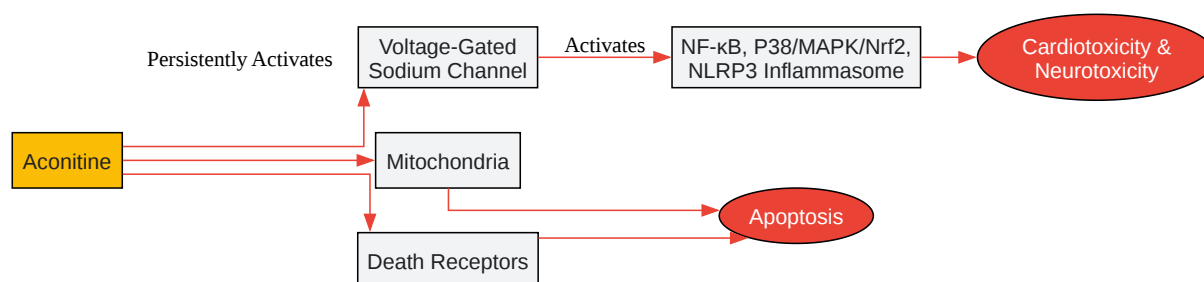 Persistently Activates
Voltage-Gated
Sodium Channel
Activates
NF-κB, P38/MAPK/Nrf2,
NLRP3 Inflammasome
Cardiotoxicity &
Neurotoxicity
Aconitine
Mitochondria
Apoptosis
Death Receptors